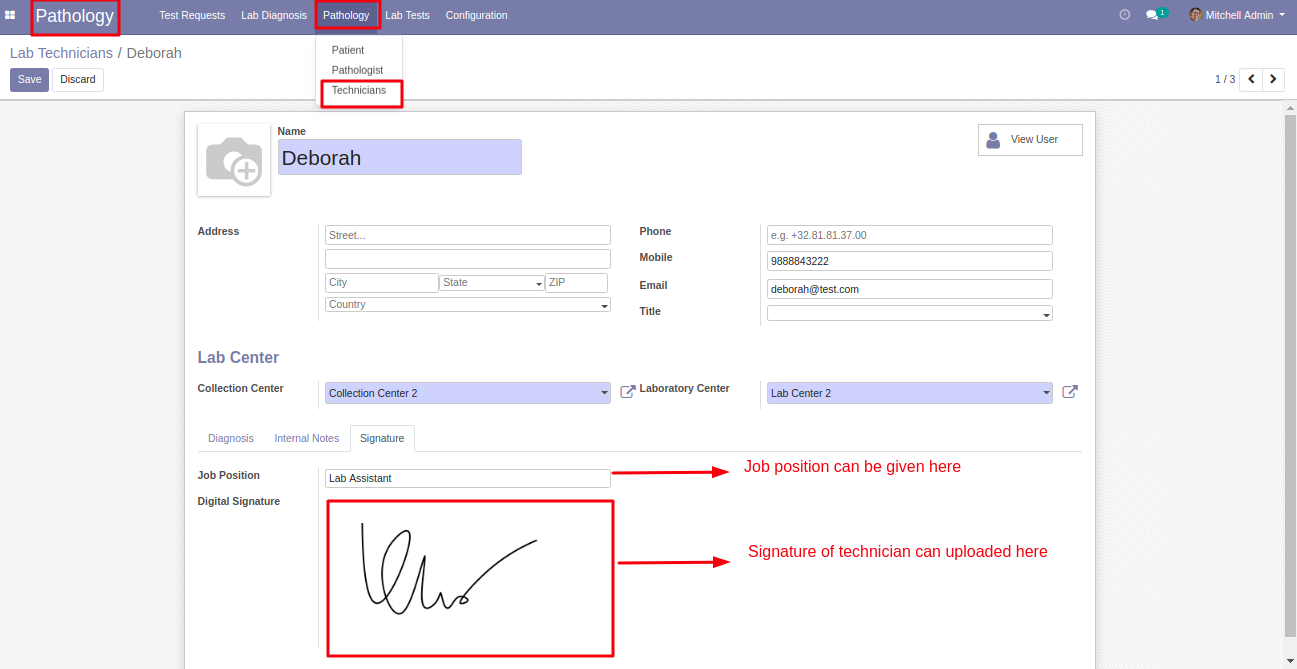 Pathology Test Requests Lab Diagnosis Pathology Lab Tests Configuration 1 Mitchell Admin
Patient
Pathologist
Technicians
Lab Technicians / Deborah
Save Discard 1 / 3
Name
Deborah
View User
Address Street...
City State ZIP
Country
Phone e.g. +32.81.81.37.00
Mobile 9888843222
Email deborah@test.com
Title
Lab Center
Collection Center Collection Center 2 Laboratory Center Lab Center 2
Diagnosis Internal Notes Signature
Job Position Lab Assistant Job position can be given here
Digital Signature
Signature of technician can uploaded here